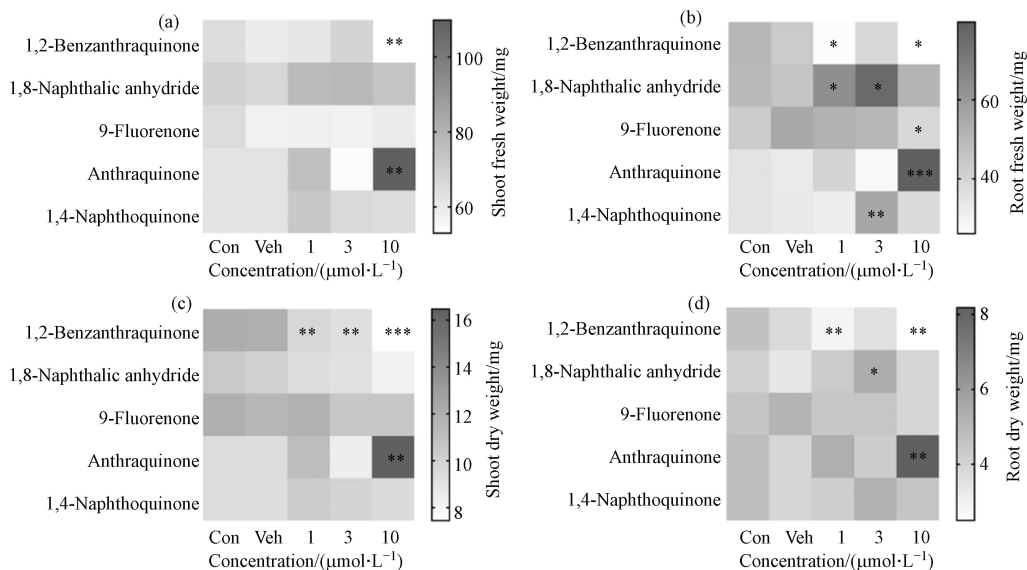 (a)
1,2-Benzanthraquinone **
1,8-Naphthalic anhydride
9-Fluorenone
Anthraquinone **
1,4-Naphthoquinone
Con Veh 1 3 10
Concentration/(μmol·L⁻¹)
100
80
60
Shoot fresh weight/mg
(b)
1,2-Benzanthraquinone * *
1,8-Naphthalic anhydride * *
9-Fluorenone *
Anthraquinone ***
1,4-Naphthoquinone **
Con Veh 1 3 10
Concentration/(μmol·L⁻¹)
60
40
Root fresh weight/mg
(c)
1,2-Benzanthraquinone ** ** ***
1,8-Naphthalic anhydride
9-Fluorenone
Anthraquinone **
1,4-Naphthoquinone
Con Veh 1 3 10
Concentration/(μmol·L⁻¹)
16
14
12
10
8
Shoot dry weight/mg
(d)
1,2-Benzanthraquinone ** **
1,8-Naphthalic anhydride *
9-Fluorenone
Anthraquinone **
1,4-Naphthoquinone
Con Veh 1 3 10
Concentration/(μmol·L⁻¹)
8
6
4
Root dry weight/mg